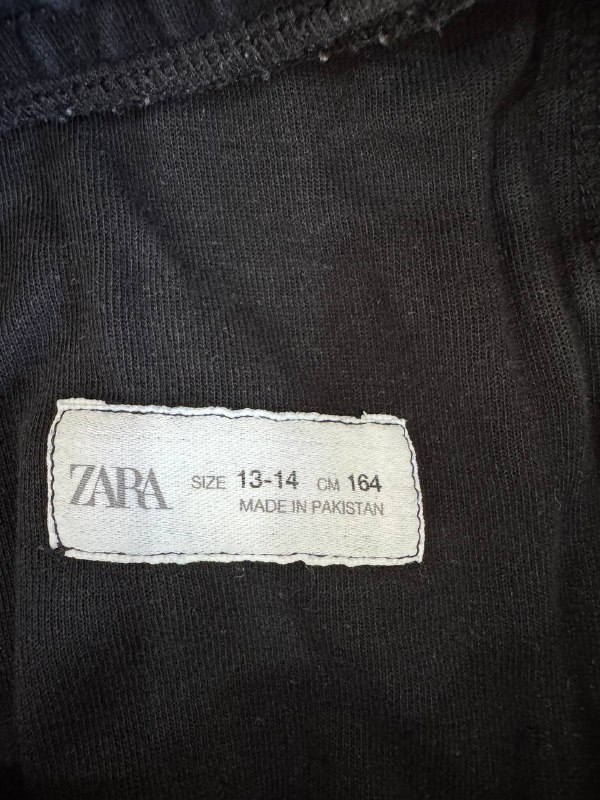 ZARA SIZE 13-14 CM 164
MADE IN PAKISTAN